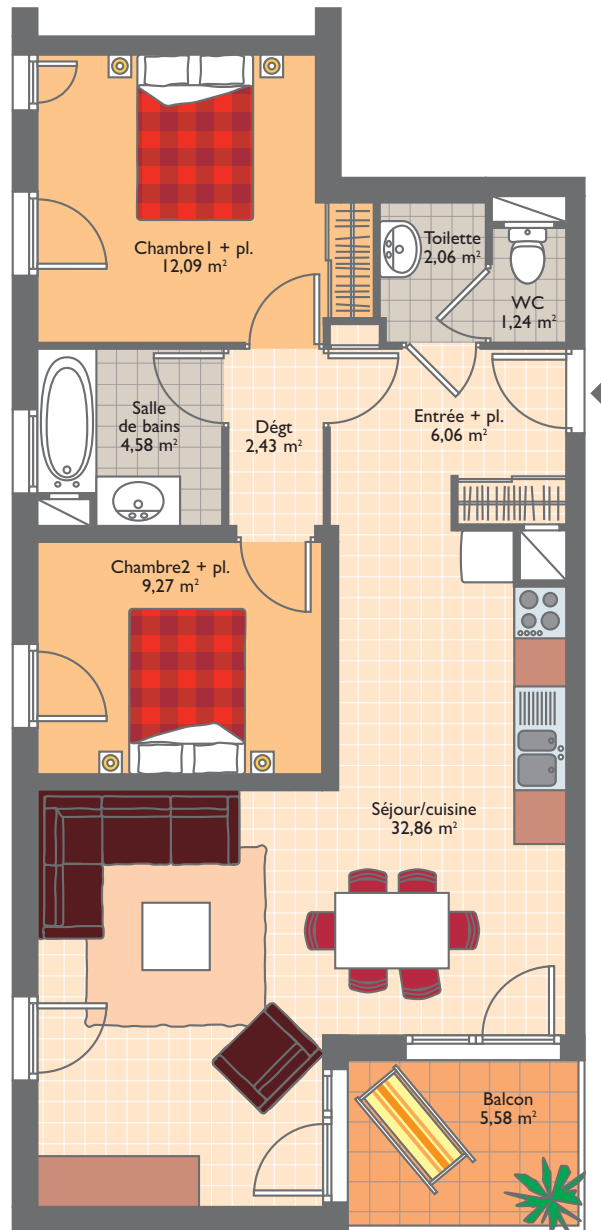 Chambre1 + pl.
12,09 m²
Toilette
2,06 m²
WC
1,24 m²
Salle
de bains
4,58 m²
Dégt
2,43 m²
Entrée + pl.
6,06 m²
Chambre2 + pl.
9,27 m²
Séjour/cuisine
32,86 m²
Balcon
5,58 m²